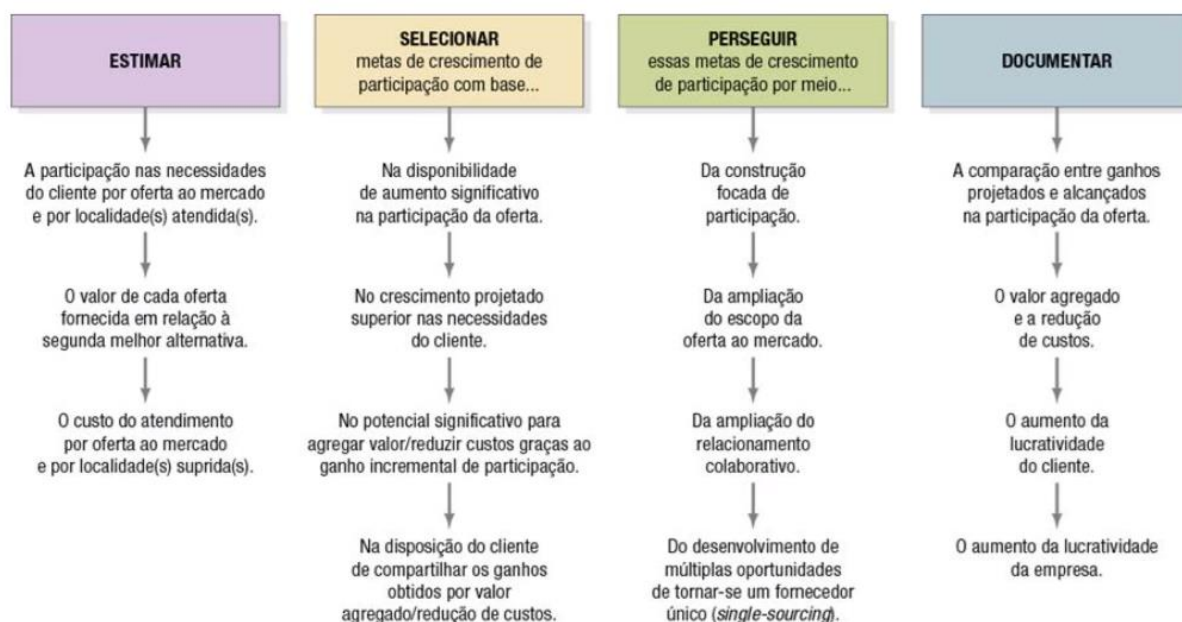 ESTIMAR
A participação nas necessidades
do cliente por oferta ao mercado
e por localidade(s) atendida(s).
O valor de cada oferta
fornecida em relação à
segunda melhor alternativa.
O custo do atendimento
por oferta ao mercado
e por localidade(s) suprida(s).
SELECIONAR
metas de crescimento de
participação com base...
Na disponibilidade
de aumento significativo
na participação da oferta.
No crescimento projetado
superior nas necessidades
do cliente.
No potencial significativo para
agregar valor/reduzir custos graças ao
ganho incremental de participação.
Na disposição do cliente
de compartilhar os ganhos
obtidos por valor
agregado/redução de custos.
PERSEGUIR
essas metas de crescimento
de participação por meio...
Da construção
focada de
participação.
Da ampliação
do escopo da
oferta ao mercado.
Da ampliação do
relacionamento
colaborativo.
Do desenvolvimento de
múltiplas oportunidades
de tornar-se um fornecedor
único (single-sourcing).
DOCUMENTAR
A comparação entre ganhos
projetados e alcançados
na participação da oferta.
O valor agregado
e a redução
de custos.
O aumento da
lucratividade
do cliente.
O aumento da lucratividade
da empresa.